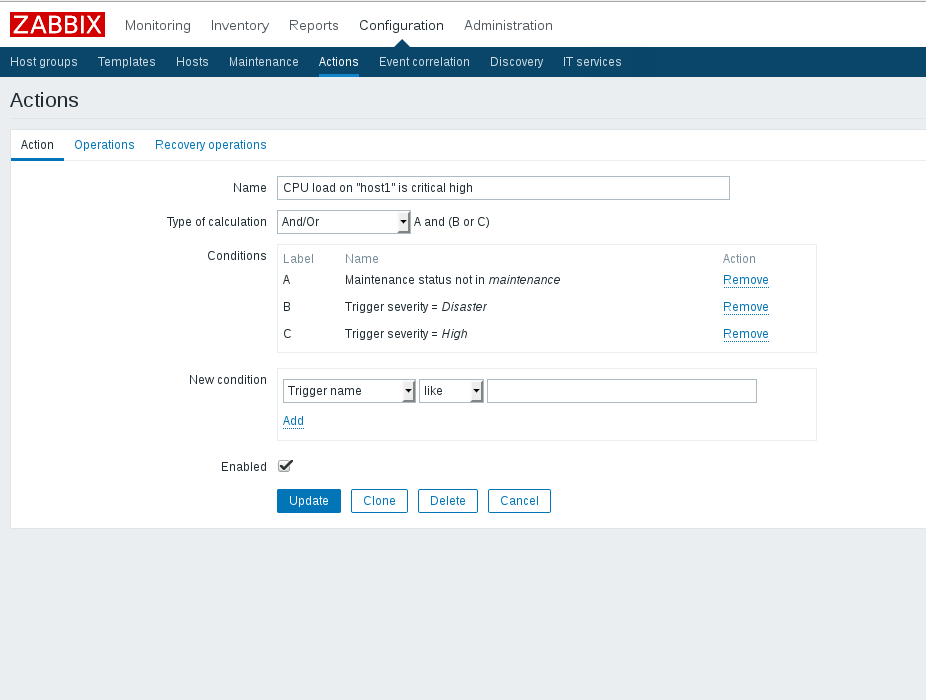 ZABBIX Monitoring Inventory Reports Configuration Administration
Host groups Templates Hosts Maintenance Actions Event correlation Discovery IT services
Actions
Action Operations Recovery operations
Name CPU load on "host1" is critical high
Type of calculation And/Or A and (B or C)
Conditions Label Name Action
A Maintenance status not in maintenance Remove
B Trigger severity = Disaster Remove
C Trigger severity = High Remove
New condition Trigger name like
Add
Enabled
Update Clone Delete Cancel